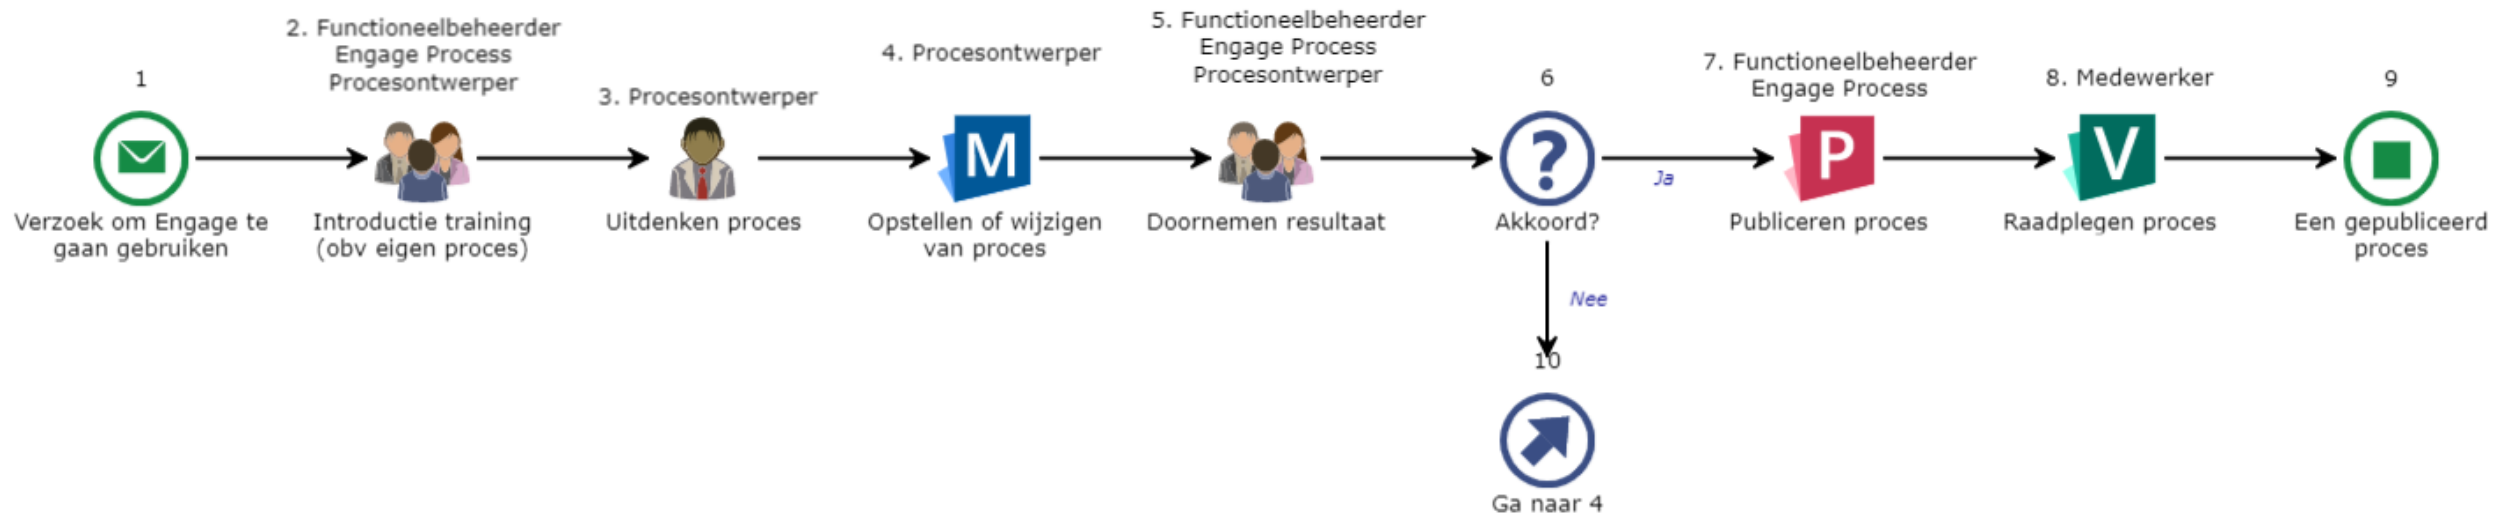 1
Verzoek om Engage te
gaan gebruiken
2. Functioneelbeheerder
Engage Process
Procesontwerper
Introductie training
(obv eigen proces)
3. Procesontwerper
Uitdenken proces
4. Procesontwerper
M
Opstellen of wijzigen
van proces
5. Functioneelbeheerder
Engage Process
Procesontwerper
Doornemen resultaat
6
?
Akkoord?
Ja
Nee
7. Functioneelbeheerder
Engage Process
P
Publiceren proces
8. Medewerker
V
Raadplegen proces
9
Een gepubliceerd
proces
10
Ga naar 4